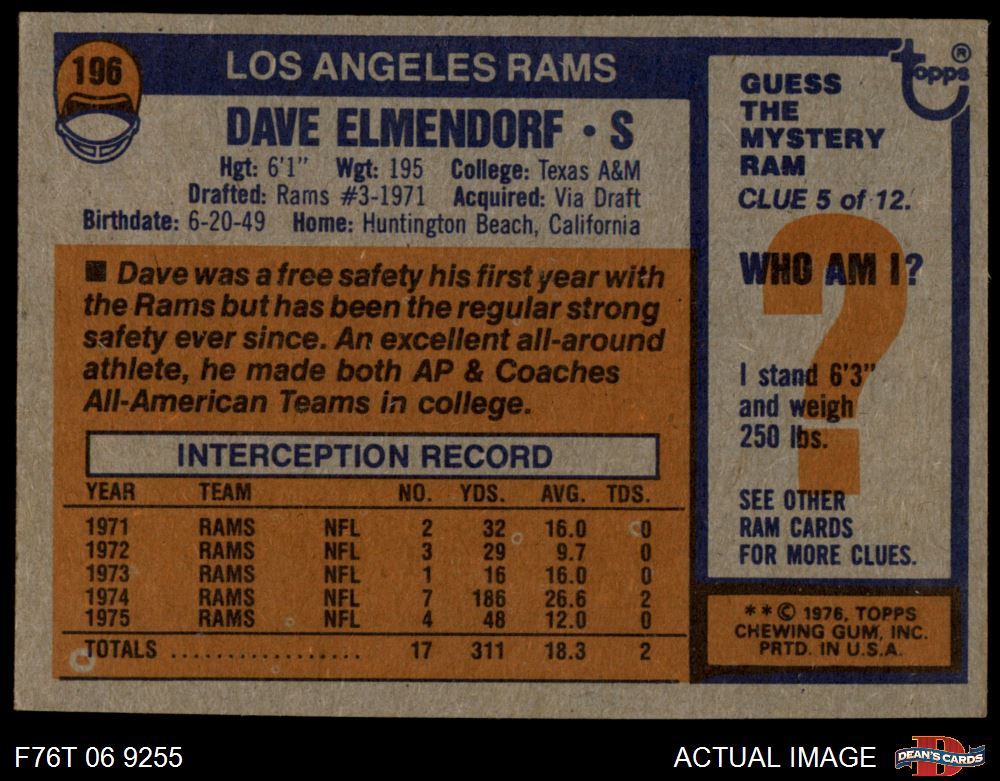 196
LOS ANGELES RAMS
DAVE ELMENDORF • S
Hgt: 6'1" Wgt: 195 College: Texas A&M
Drafted: Rams #3-1971 Acquired: Via Draft
Birthdate: 6-20-49 Home: Huntington Beach, California
■ Dave was a free safety his first year with
the Rams but has been the regular strong
safety ever since. An excellent all-around
athlete, he made both AP & Coaches
All-American Teams in college.
INTERCEPTION RECORD
YEAR TEAM NO. YDS. AVG. TDS.
1971 RAMS NFL 2 32 16.0 0
1972 RAMS NFL 3 29 9.7 0
1973 RAMS NFL 1 16 16.0 0
1974 RAMS NFL 7 186 26.6 2
1975 RAMS NFL 4 48 12.0 0
TOTALS .................. 17 311 18.3 2
topps®
GUESS
THE
MYSTERY
RAM
CLUE 5 of 12.
?
WHO AM I?
I stand 6'3"
and weigh
250 lbs.
SEE OTHER
RAM CARDS
FOR MORE CLUES.
**© 1976, TOPPS
CHEWING GUM, INC.
PRTD. IN U.S.A.
F76T 06 9255
ACTUAL IMAGE
D
DEAN'S CARDS